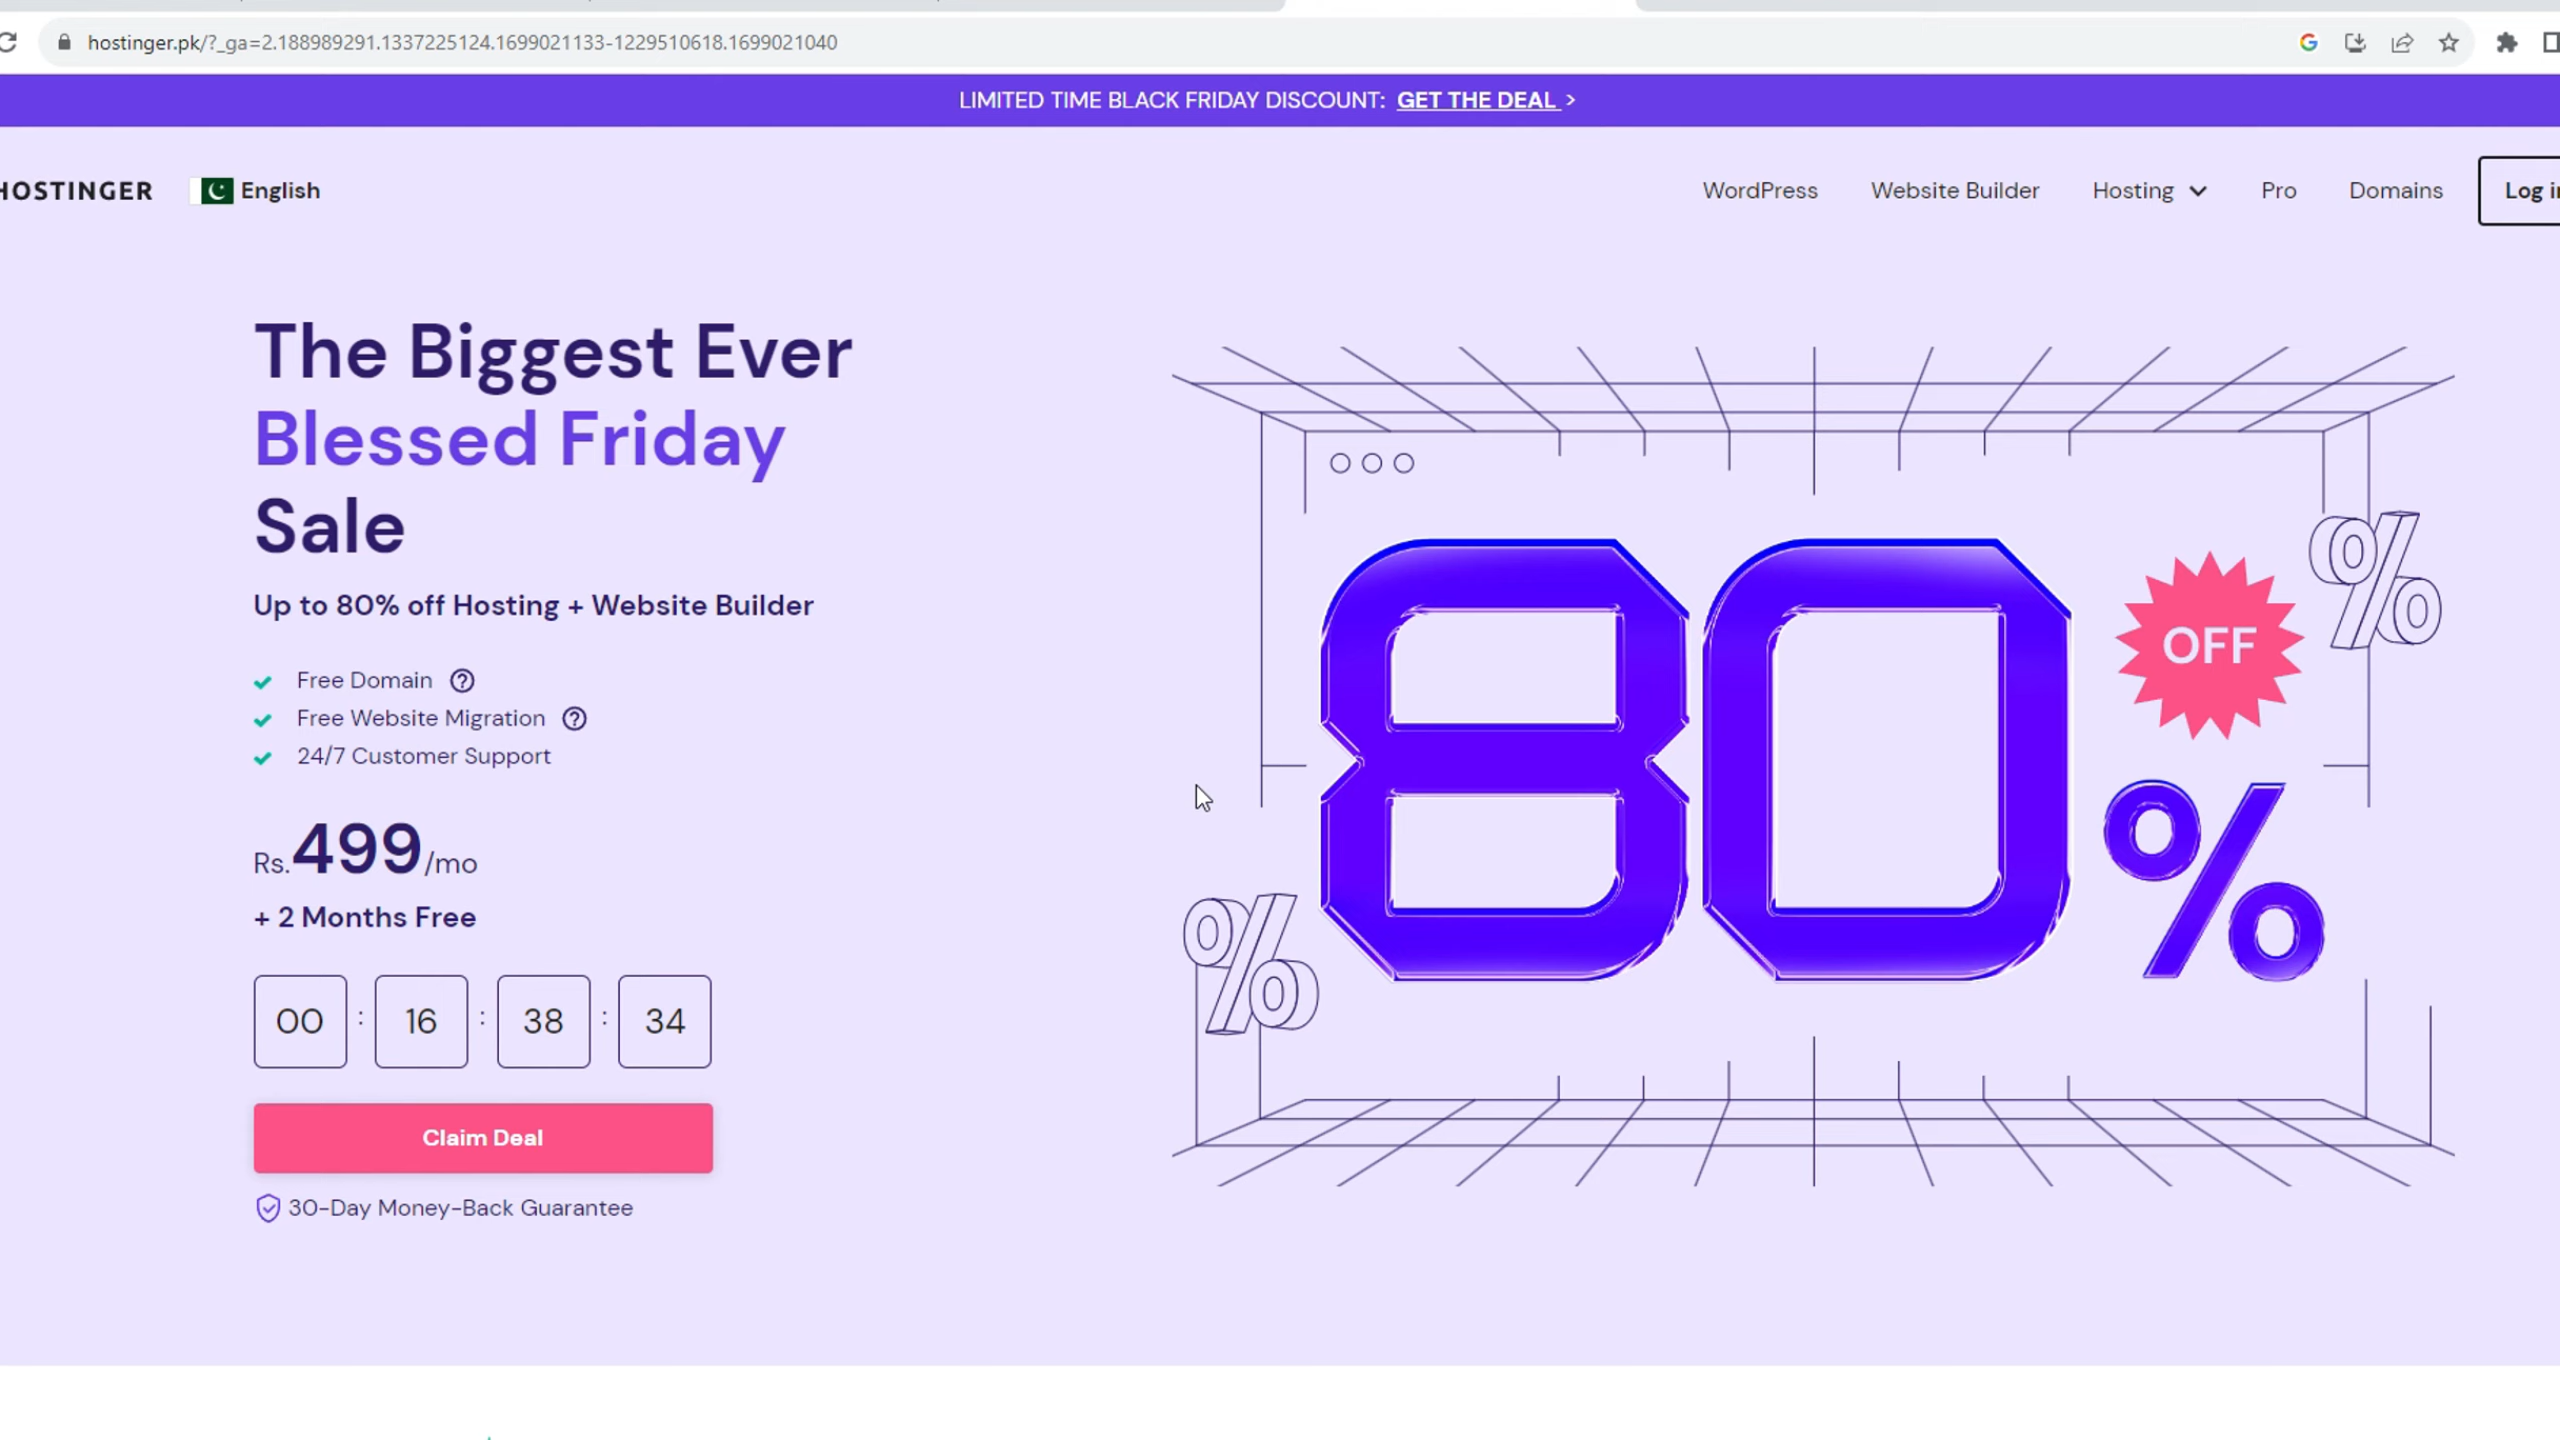 hostinger.pk/?_ga=2.188989291.1337225124.1699021133-1229510618.1699021040
LIMITED TIME BLACK FRIDAY DISCOUNT: GET THE DEAL >
HOSTINGER
English
WordPress
Website Builder
Hosting
Pro
Domains
Log in
The Biggest Ever
Blessed Friday
Sale
Up to 80% off Hosting + Website Builder
Free Domain ?
Free Website Migration ?
24/7 Customer Support
Rs.499/mo
+ 2 Months Free
00 : 16 : 38 : 34
Claim Deal
30-Day Money-Back Guarantee
80%
OFF
%
%